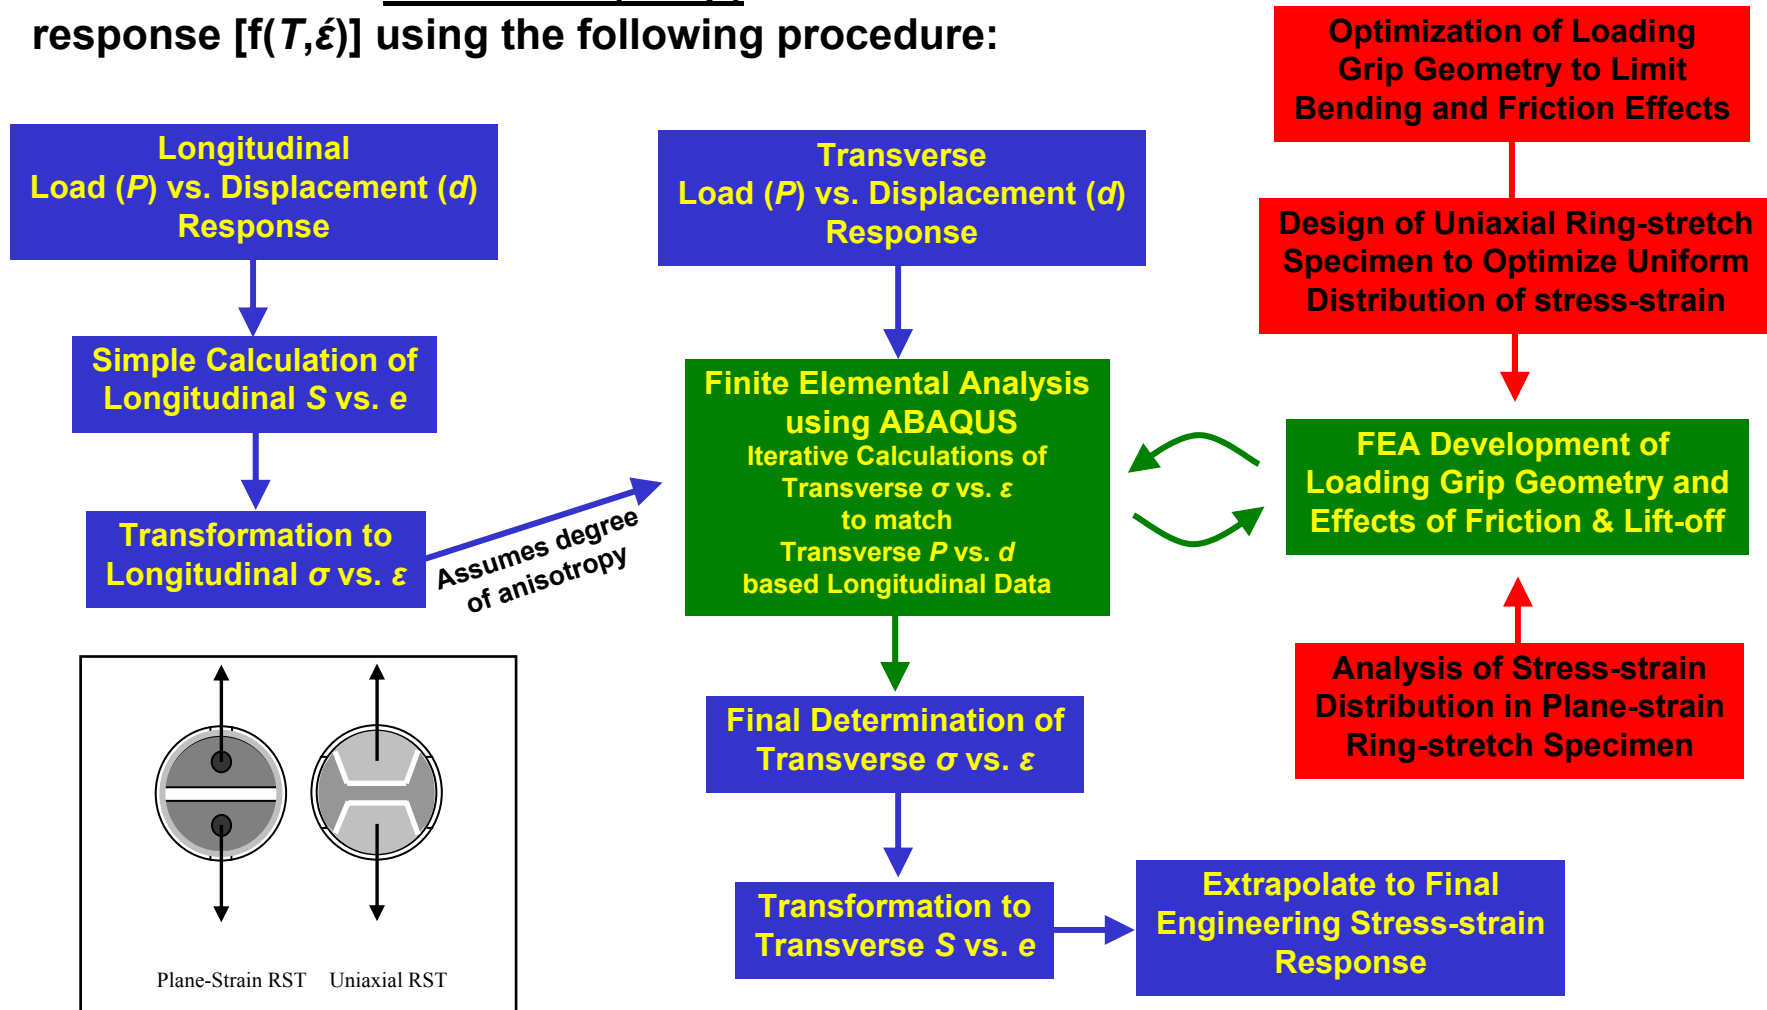 response [f(T,έ)] using the following procedure:
Optimization of Loading
Grip Geometry to Limit
Bending and Friction Effects
Longitudinal
Load (P) vs. Displacement (d)
Response
Transverse
Load (P) vs. Displacement (d)
Response
Design of Uniaxial Ring-stretch
Specimen to Optimize Uniform
Distribution of stress-strain
Simple Calculation of
Longitudinal S vs. e
Finite Elemental Analysis
using ABAQUS
Iterative Calculations of
Transverse σ vs. ε
to match
Transverse P vs. d
based Longitudinal Data
FEA Development of
Loading Grip Geometry and
Effects of Friction & Lift-off
Transformation to
Longitudinal σ vs. ε
Assumes degree
of anisotropy
Analysis of Stress-strain
Distribution in Plane-strain
Ring-stretch Specimen
Final Determination of
Transverse σ vs. ε
Transformation to
Transverse S vs. e
Extrapolate to Final
Engineering Stress-strain
Response
Plane-Strain RST
Uniaxial RST